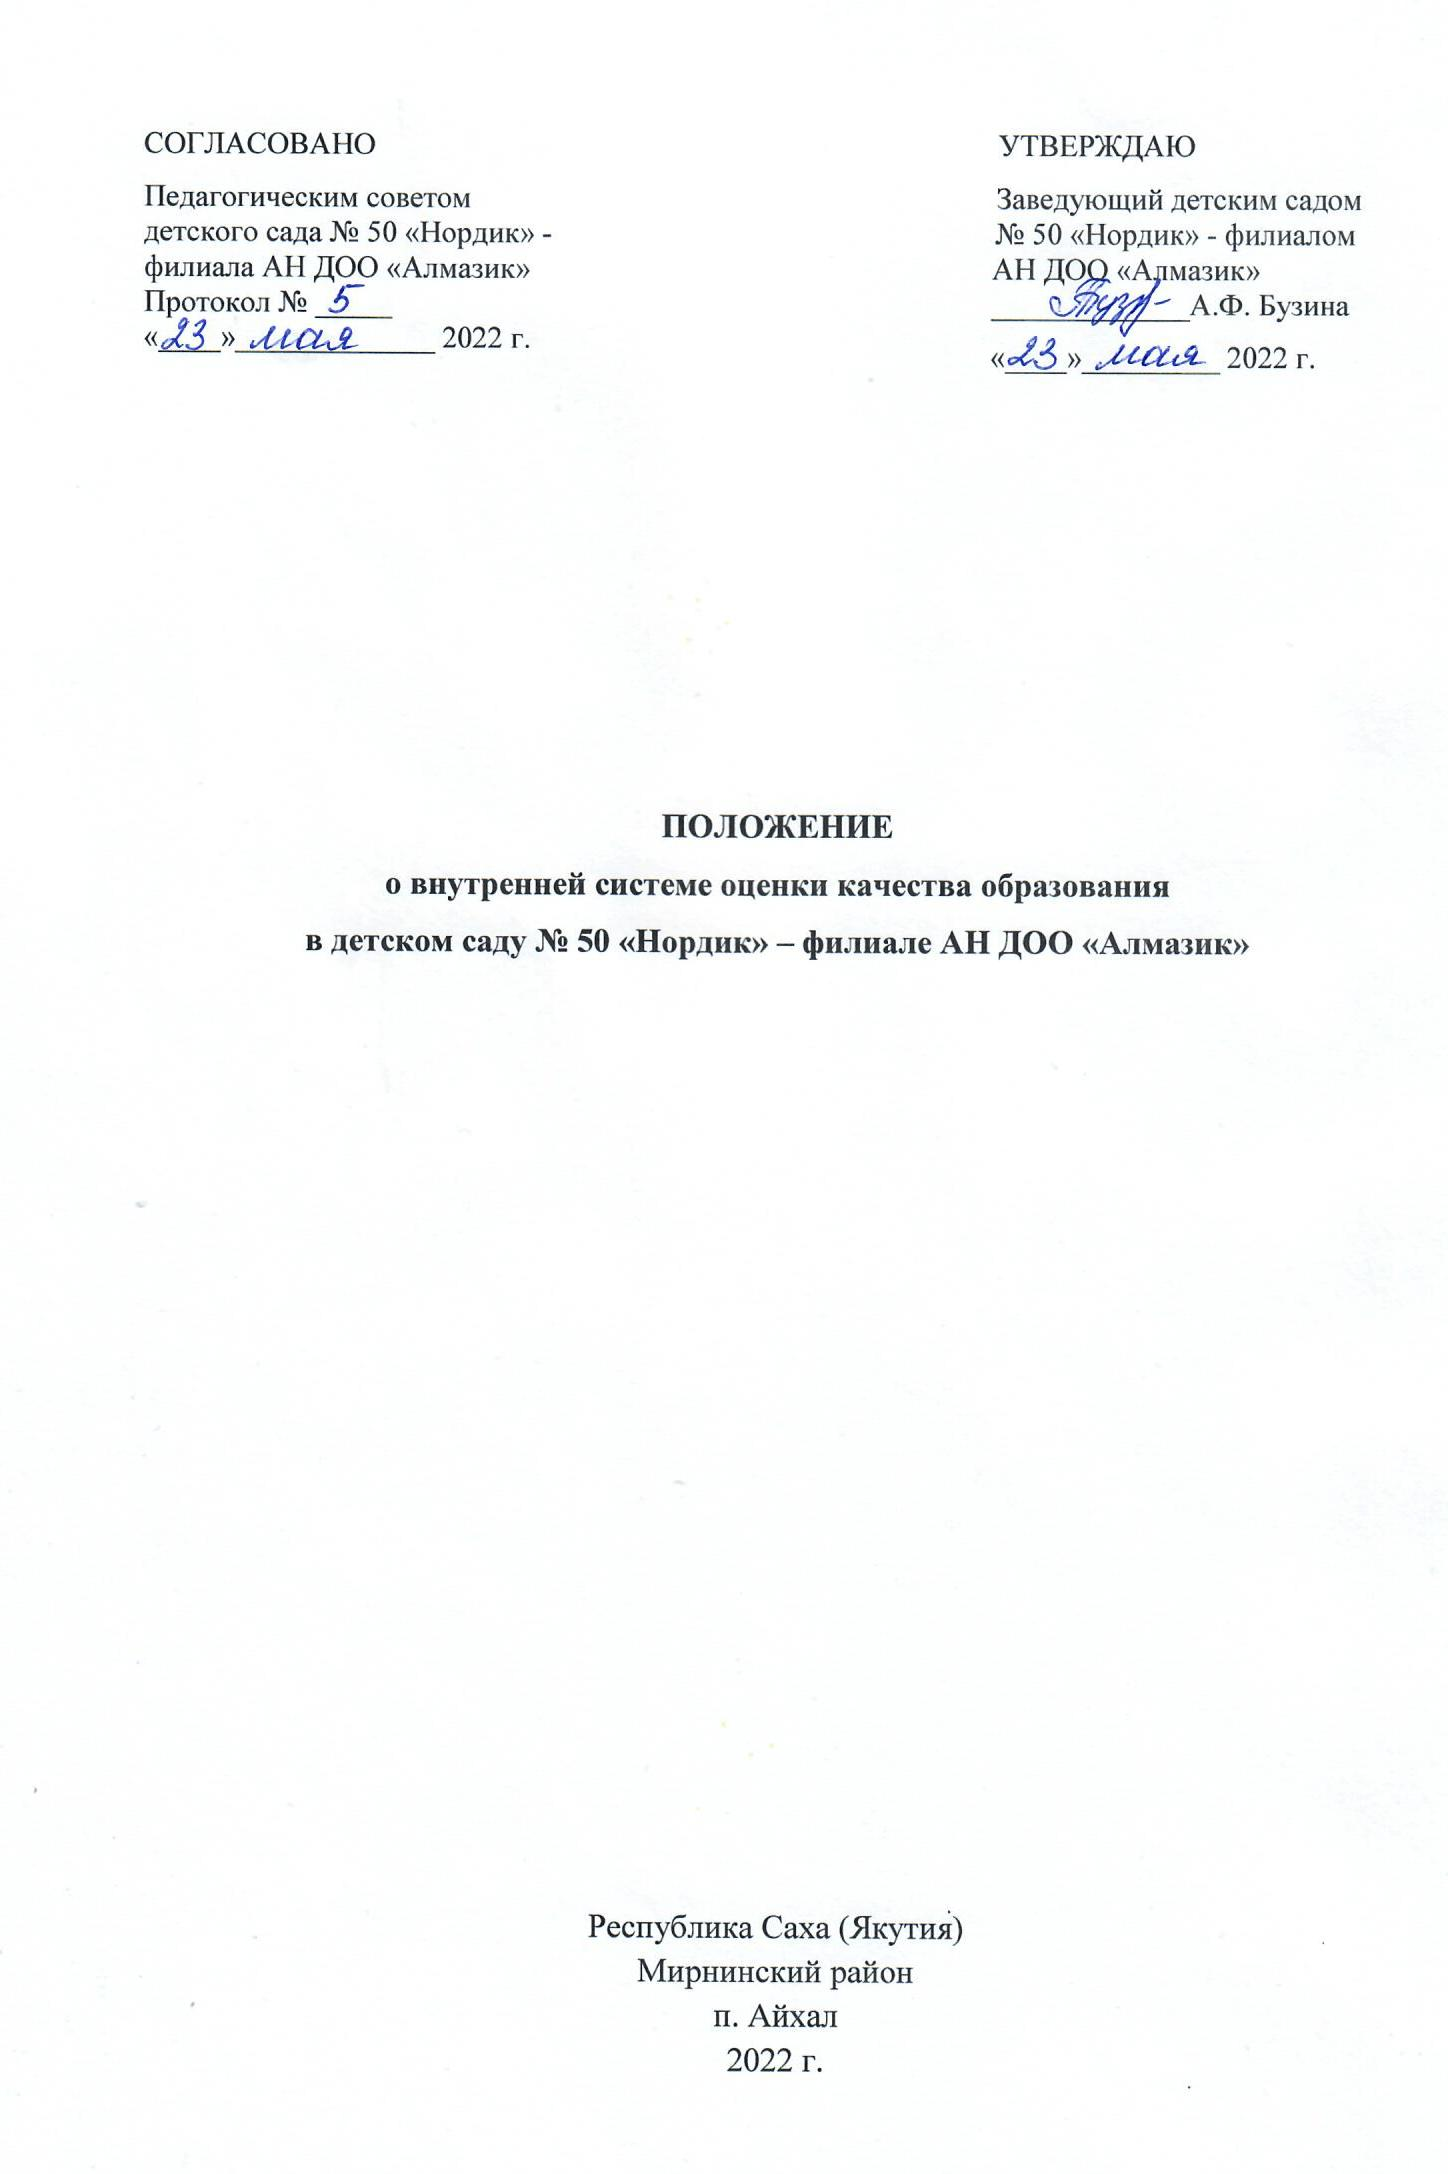 СОГЛАСОВАНО
Педагогическим советом
детского сада № 50 «Нордик» -
филиала АН ДОО «Алмазик»
Протокол № 5
«23» мая 2022 г.
УТВЕРЖДАЮ
Заведующий детским садом
№ 50 «Нордик» - филиалом
АН ДОО «Алмазик»
А.Ф. Бузина
«23» мая 2022 г.
ПОЛОЖЕНИЕ
о внутренней системе оценки качества образования
в детском саду № 50 «Нордик» – филиале АН ДОО «Алмазик»
Республика Саха (Якутия)
Мирнинский район
п. Айхал
2022 г.